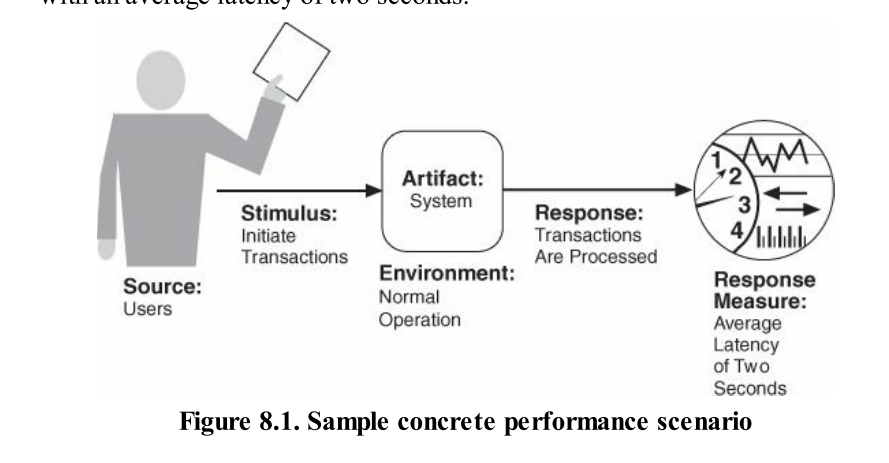 with an average latency of two seconds.
Artifact:
System
Stimulus:
Initiate
Transactions
Response:
Transactions
Are Processed
Source:
Users
Environment:
Normal
Operation
1
2
3
4
Response
Measure:
Average
Latency
of Two
Seconds
Figure 8.1. Sample concrete performance scenario